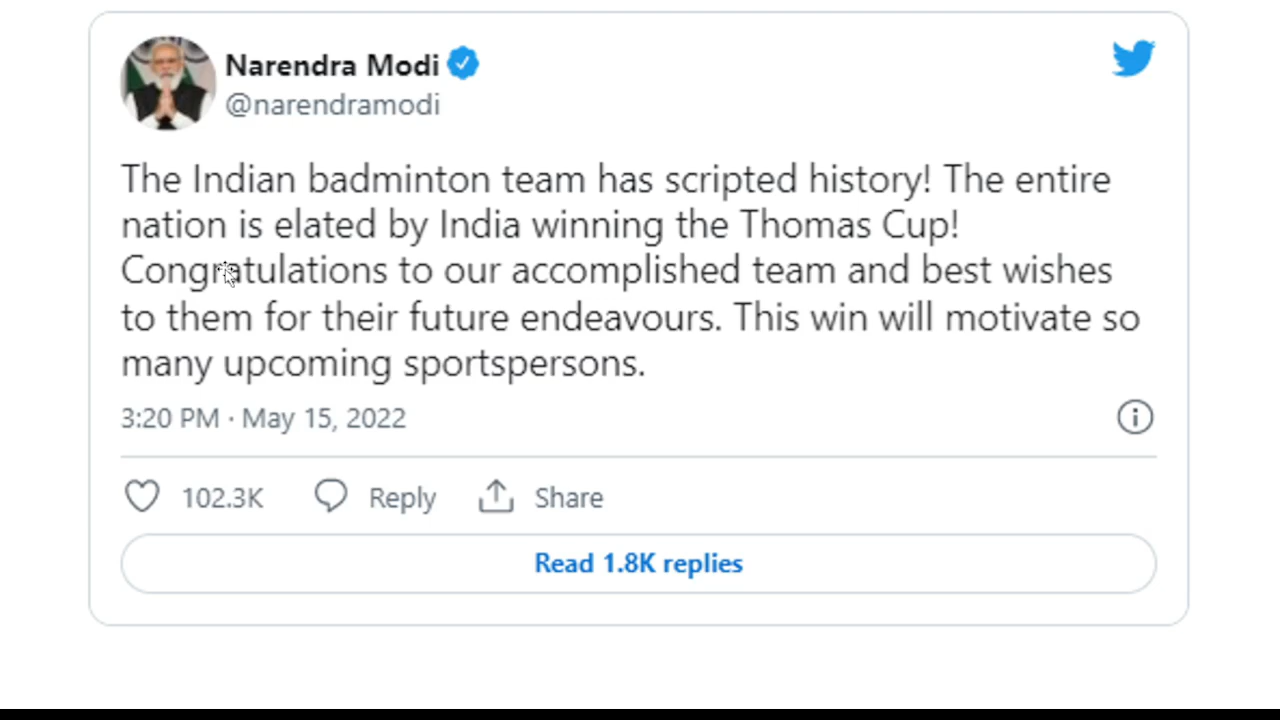 Narendra Modi
@narendramodi
The Indian badminton team has scripted history! The entire
nation is elated by India winning the Thomas Cup!
Congratulations to our accomplished team and best wishes
to them for their future endeavours. This win will motivate so
many upcoming sportspersons.
3:20 PM · May 15, 2022
102.3K Reply Share
Read 1.8K replies